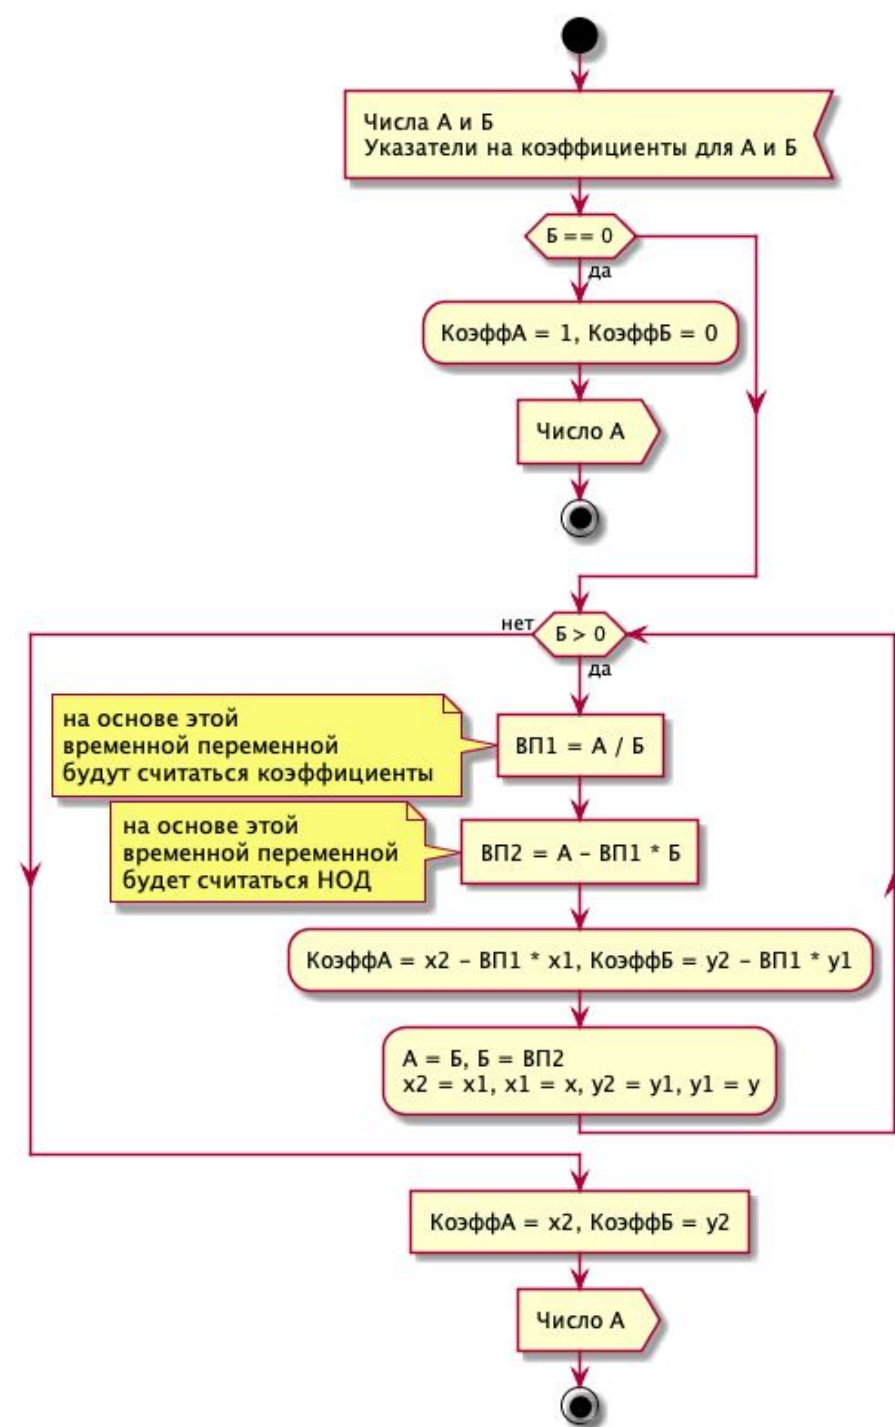 Числа А и Б
Указатели на коэффициенты для А и Б
Б == 0
да
КоэффА = 1, КоэффБ = 0
Число А
нет
Б > 0
да
на основе этой
временной переменной
будут считаться коэффициенты
ВП1 = А / Б
на основе этой
временной переменной
будет считаться НОД
ВП2 = А – ВП1 * Б
КоэффА = x2 – ВП1 * x1, КоэффБ = y2 – ВП1 * y1
А = Б, Б = ВП2
x2 = x1, x1 = x, y2 = y1, y1 = y
КоэффА = x2, КоэффБ = y2
Число А